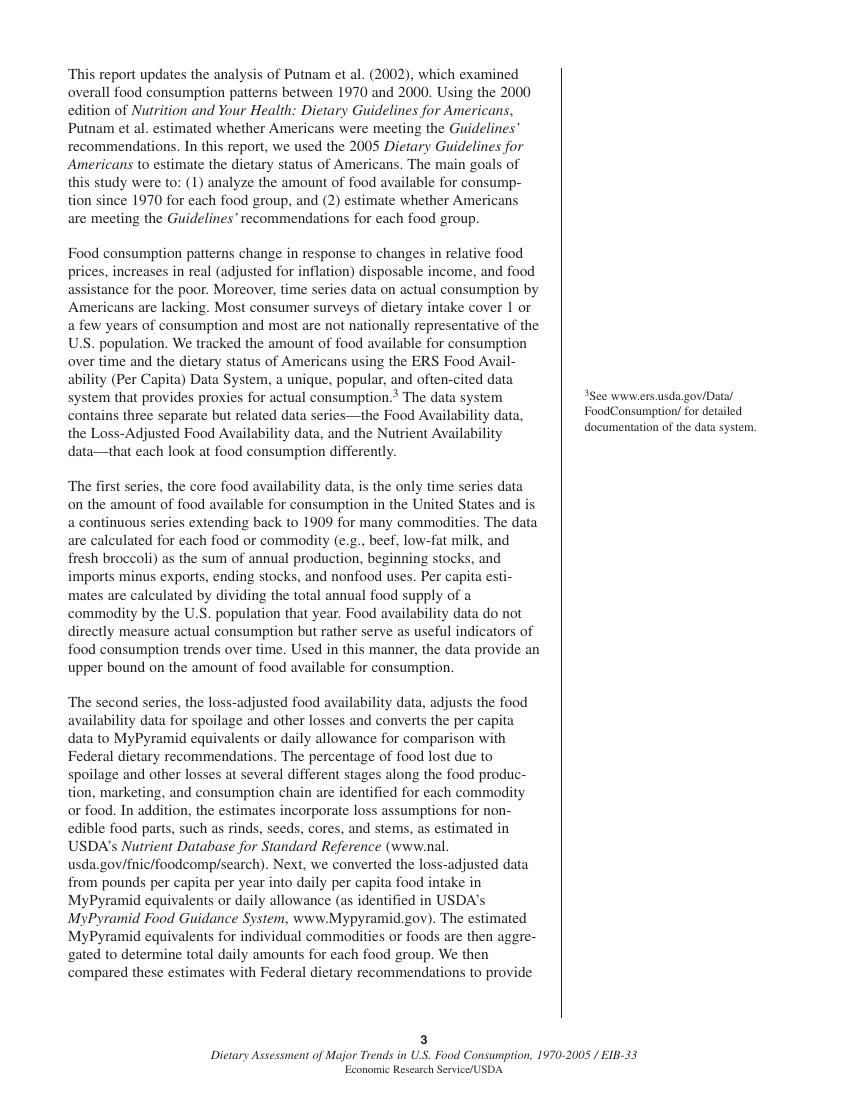 This report updates the analysis of Putnam et al. (2002), which examined
overall food consumption patterns between 1970 and 2000. Using the 2000
edition of Nutrition and Your Health: Dietary Guidelines for Americans,
Putnam et al. estimated whether Americans were meeting the Guidelines'
recommendations. In this report, we used the 2005 Dietary Guidelines for
Americans to estimate the dietary status of Americans. The main goals of
this study were to: (1) analyze the amount of food available for consump-
tion since 1970 for each food group, and (2) estimate whether Americans
are meeting the Guidelines' recommendations for each food group.
Food consumption patterns change in response to changes in relative food
prices, increases in real (adjusted for inflation) disposable income, and food
assistance for the poor. Moreover, time series data on actual consumption by
Americans are lacking. Most consumer surveys of dietary intake cover 1 or
a few years of consumption and most are not nationally representative of the
U.S. population. We tracked the amount of food available for consumption
over time and the dietary status of Americans using the ERS Food Avail-
ability (Per Capita) Data System, a unique, popular, and often-cited data
system that provides proxies for actual consumption.3 The data system
contains three separate but related data series—the Food Availability data,
the Loss-Adjusted Food Availability data, and the Nutrient Availability
data—that each look at food consumption differently.
The first series, the core food availability data, is the only time series data
on the amount of food available for consumption in the United States and is
a continuous series extending back to 1909 for many commodities. The data
are calculated for each food or commodity (e.g., beef, low-fat milk, and
fresh broccoli) as the sum of annual production, beginning stocks, and
imports minus exports, ending stocks, and nonfood uses. Per capita esti-
mates are calculated by dividing the total annual food supply of a
commodity by the U.S. population that year. Food availability data do not
directly measure actual consumption but rather serve as useful indicators of
food consumption trends over time. Used in this manner, the data provide an
upper bound on the amount of food available for consumption.
The second series, the loss-adjusted food availability data, adjusts the food
availability data for spoilage and other losses and converts the per capita
data to MyPyramid equivalents or daily allowance for comparison with
Federal dietary recommendations. The percentage of food lost due to
spoilage and other losses at several different stages along the food produc-
tion, marketing, and consumption chain are identified for each commodity
or food. In addition, the estimates incorporate loss assumptions for non-
edible food parts, such as rinds, seeds, cores, and stems, as estimated in
USDA's Nutrient Database for Standard Reference (www.nal.
usda.gov/fnic/foodcomp/search). Next, we converted the loss-adjusted data
from pounds per capita per year into daily per capita food intake in
MyPyramid equivalents or daily allowance (as identified in USDA's
MyPyramid Food Guidance System, www.Mypyramid.gov). The estimated
MyPyramid equivalents for individual commodities or foods are then aggre-
gated to determine total daily amounts for each food group. We then
compared these estimates with Federal dietary recommendations to provide
3See www.ers.usda.gov/Data/
FoodConsumption/ for detailed
documentation of the data system.
3
Dietary Assessment of Major Trends in U.S. Food Consumption, 1970-2005 / EIB-33
Economic Research Service/USDA